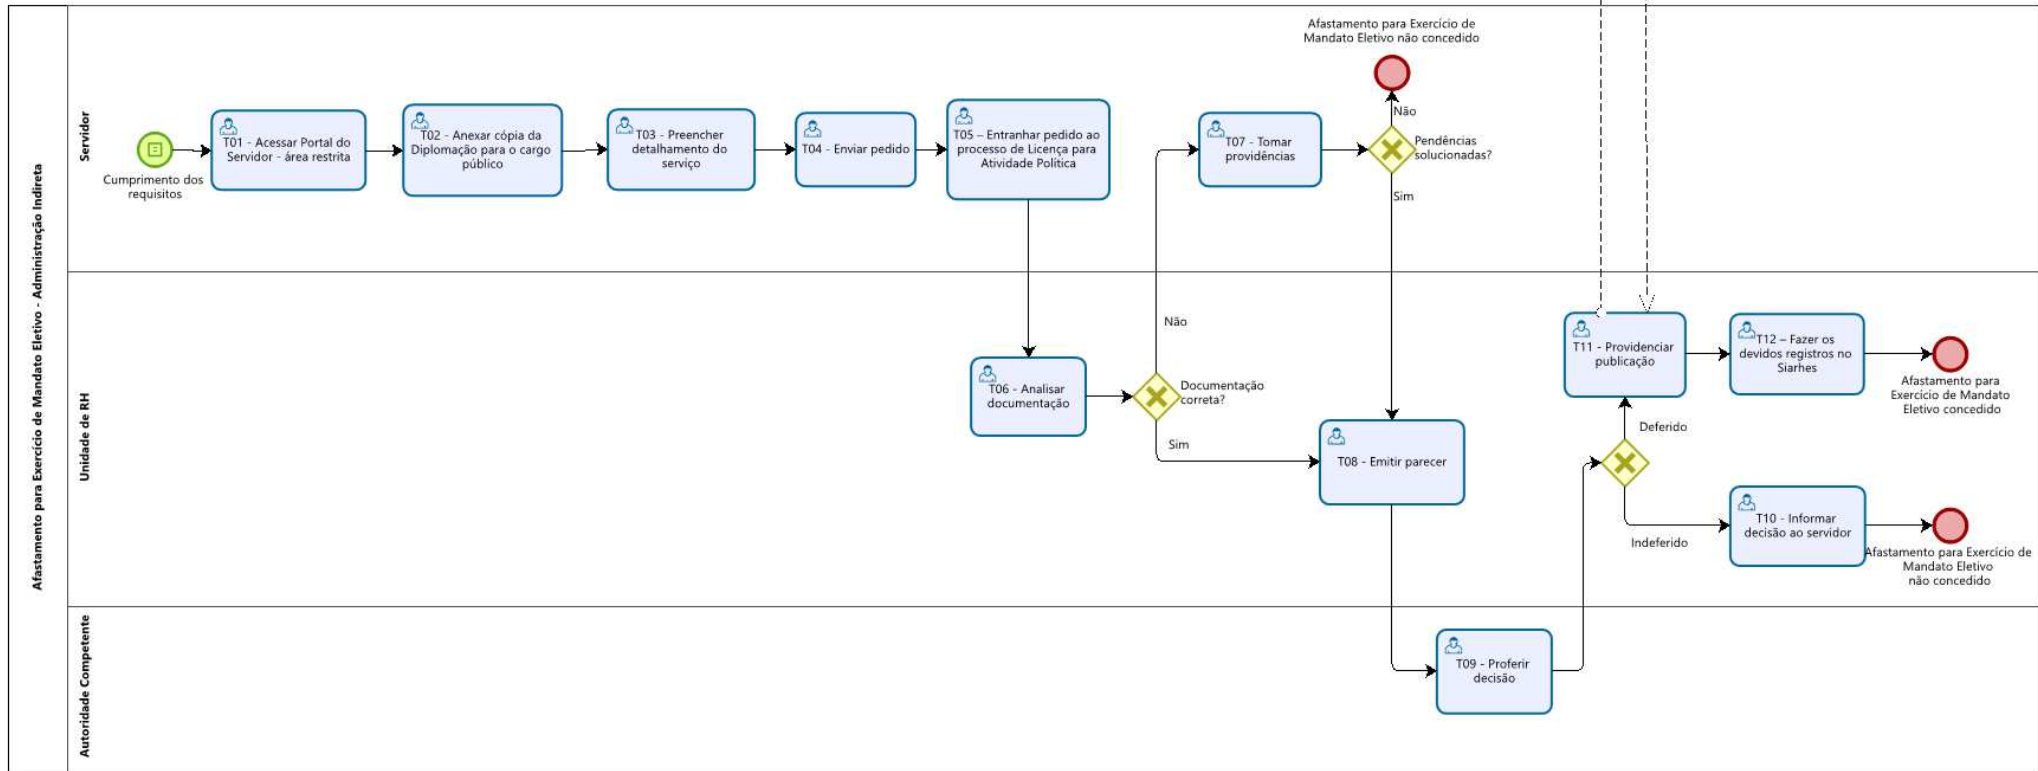 Afastamento para Exercício de Mandato Eletivo - Administração Indireta
Servidor
Cumprimento dos
requisitos
T01 - Acessar Portal do
Servidor - área restrita
T02 - Anexar cópia da
Diplomação para o cargo
público
T03 - Preencher
detalhamento do
serviço
T04 - Enviar pedido
T05 – Entranhar pedido ao
processo de Licença para
Atividade Política
T07 - Tomar
providências
Afastamento para Exercício de
Mandato Eletivo não concedido
Não
Pendências
solucionadas?
Sim
Unidade de RH
T06 - Analisar
documentação
Não
Documentação
correta?
Sim
T08 - Emitir parecer
T11 - Providenciar
publicação
T12 – Fazer os
devidos registros no
Siarhes
Afastamento para
Exercício de Mandato
Eletivo concedido
Deferido
Indeferido
T10 - Informar
decisão ao servidor
Afastamento para Exercício de
Mandato Eletivo
não concedido
Autoridade Competente
T09 - Proferir
decisão